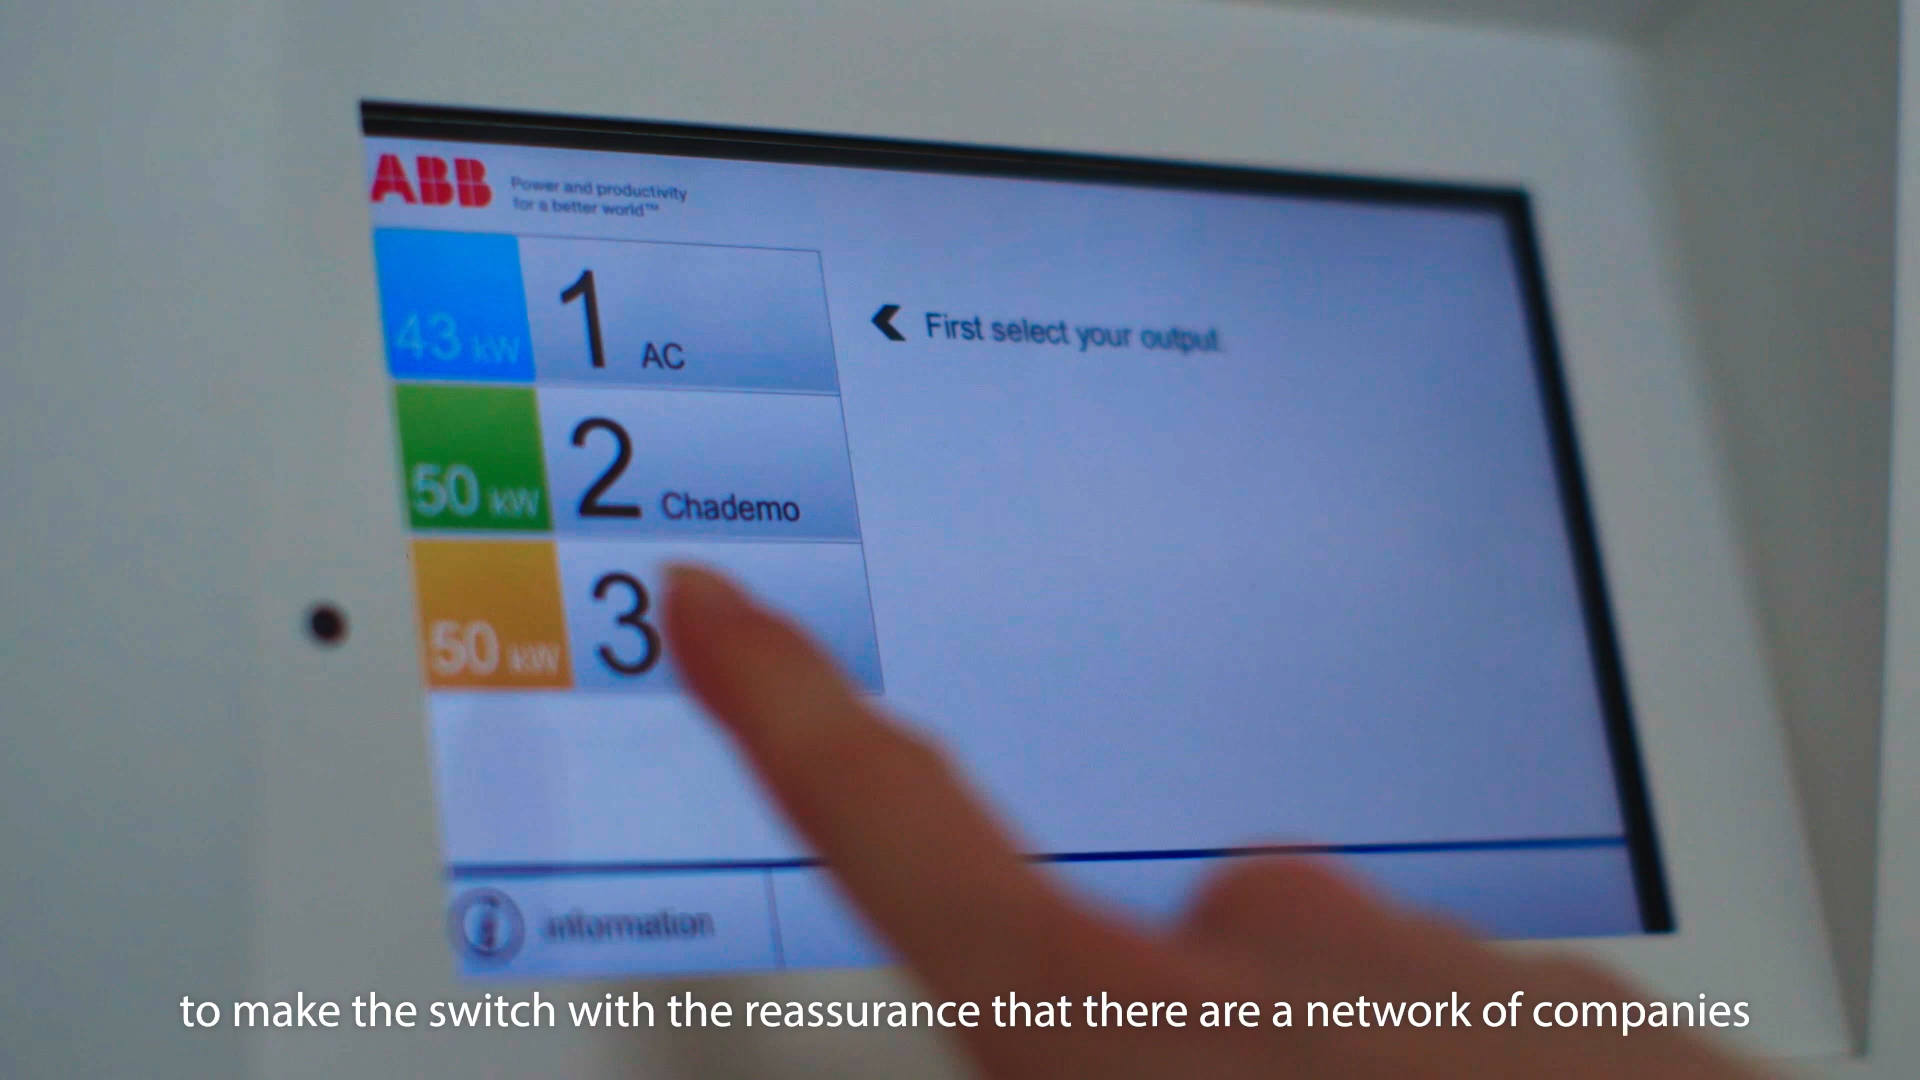 ABB
Power and productivity
for a better world™
43 kW
1 AC
First select your output
50 kW
2 Chademo
50 kW
3
information
to make the switch with the reassurance that there are a network of companies